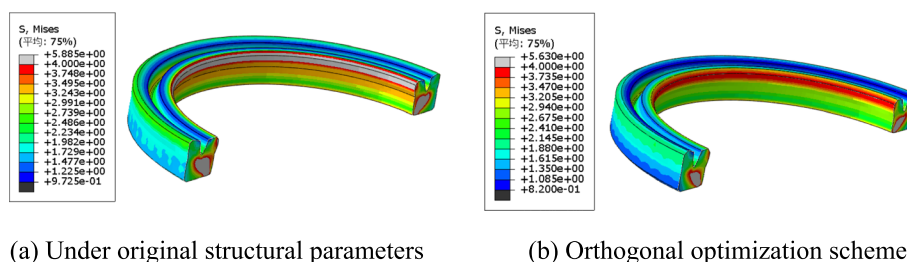 S, Mises
(平均: 75%)
+5.885e+00
+4.000e+00
+3.748e+00
+3.495e+00
+3.243e+00
+2.991e+00
+2.739e+00
+2.486e+00
+2.234e+00
+1.982e+00
+1.729e+00
+1.477e+00
+1.225e+00
+9.725e-01
S, Mises
(平均: 75%)
+5.630e+00
+4.000e+00
+3.735e+00
+3.470e+00
+3.205e+00
+2.940e+00
+2.675e+00
+2.410e+00
+2.145e+00
+1.880e+00
+1.615e+00
+1.350e+00
+1.085e+00
+8.200e-01
(a) Under original structural parameters
(b) Orthogonal optimization scheme